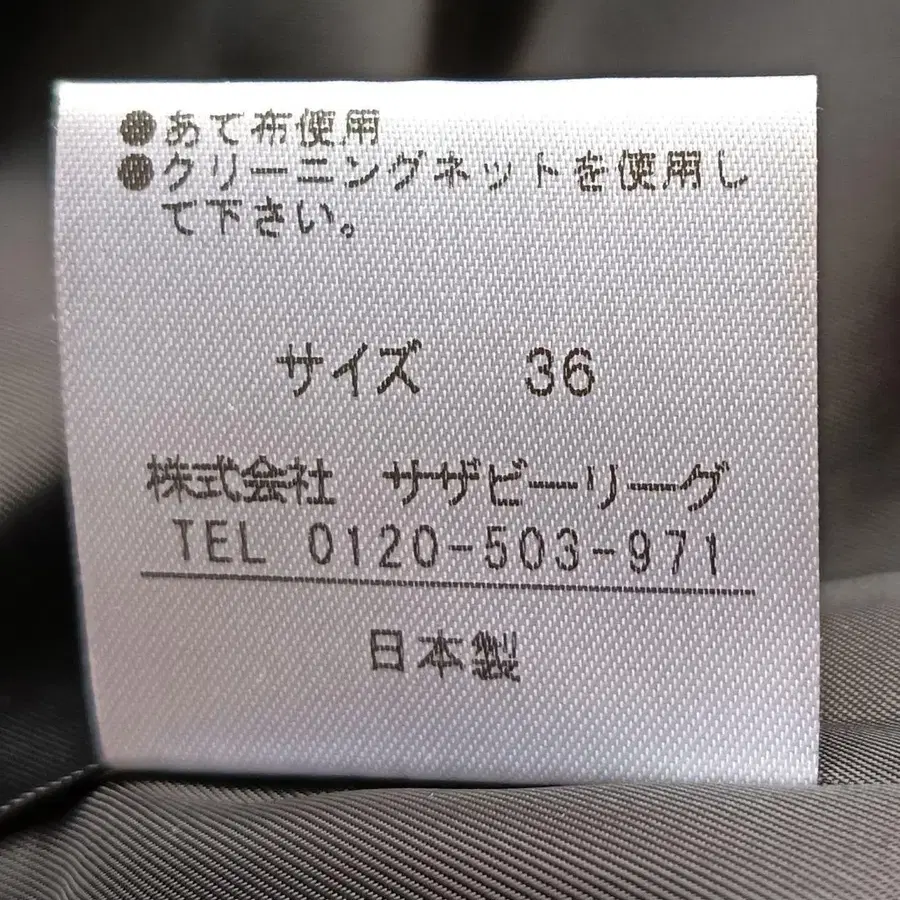 ●あて布使用
●クリーニングネットを使用し
て下さい。
サイズ 36
株式会社 サザビーリーグ
TEL 0120-503-971
日本製